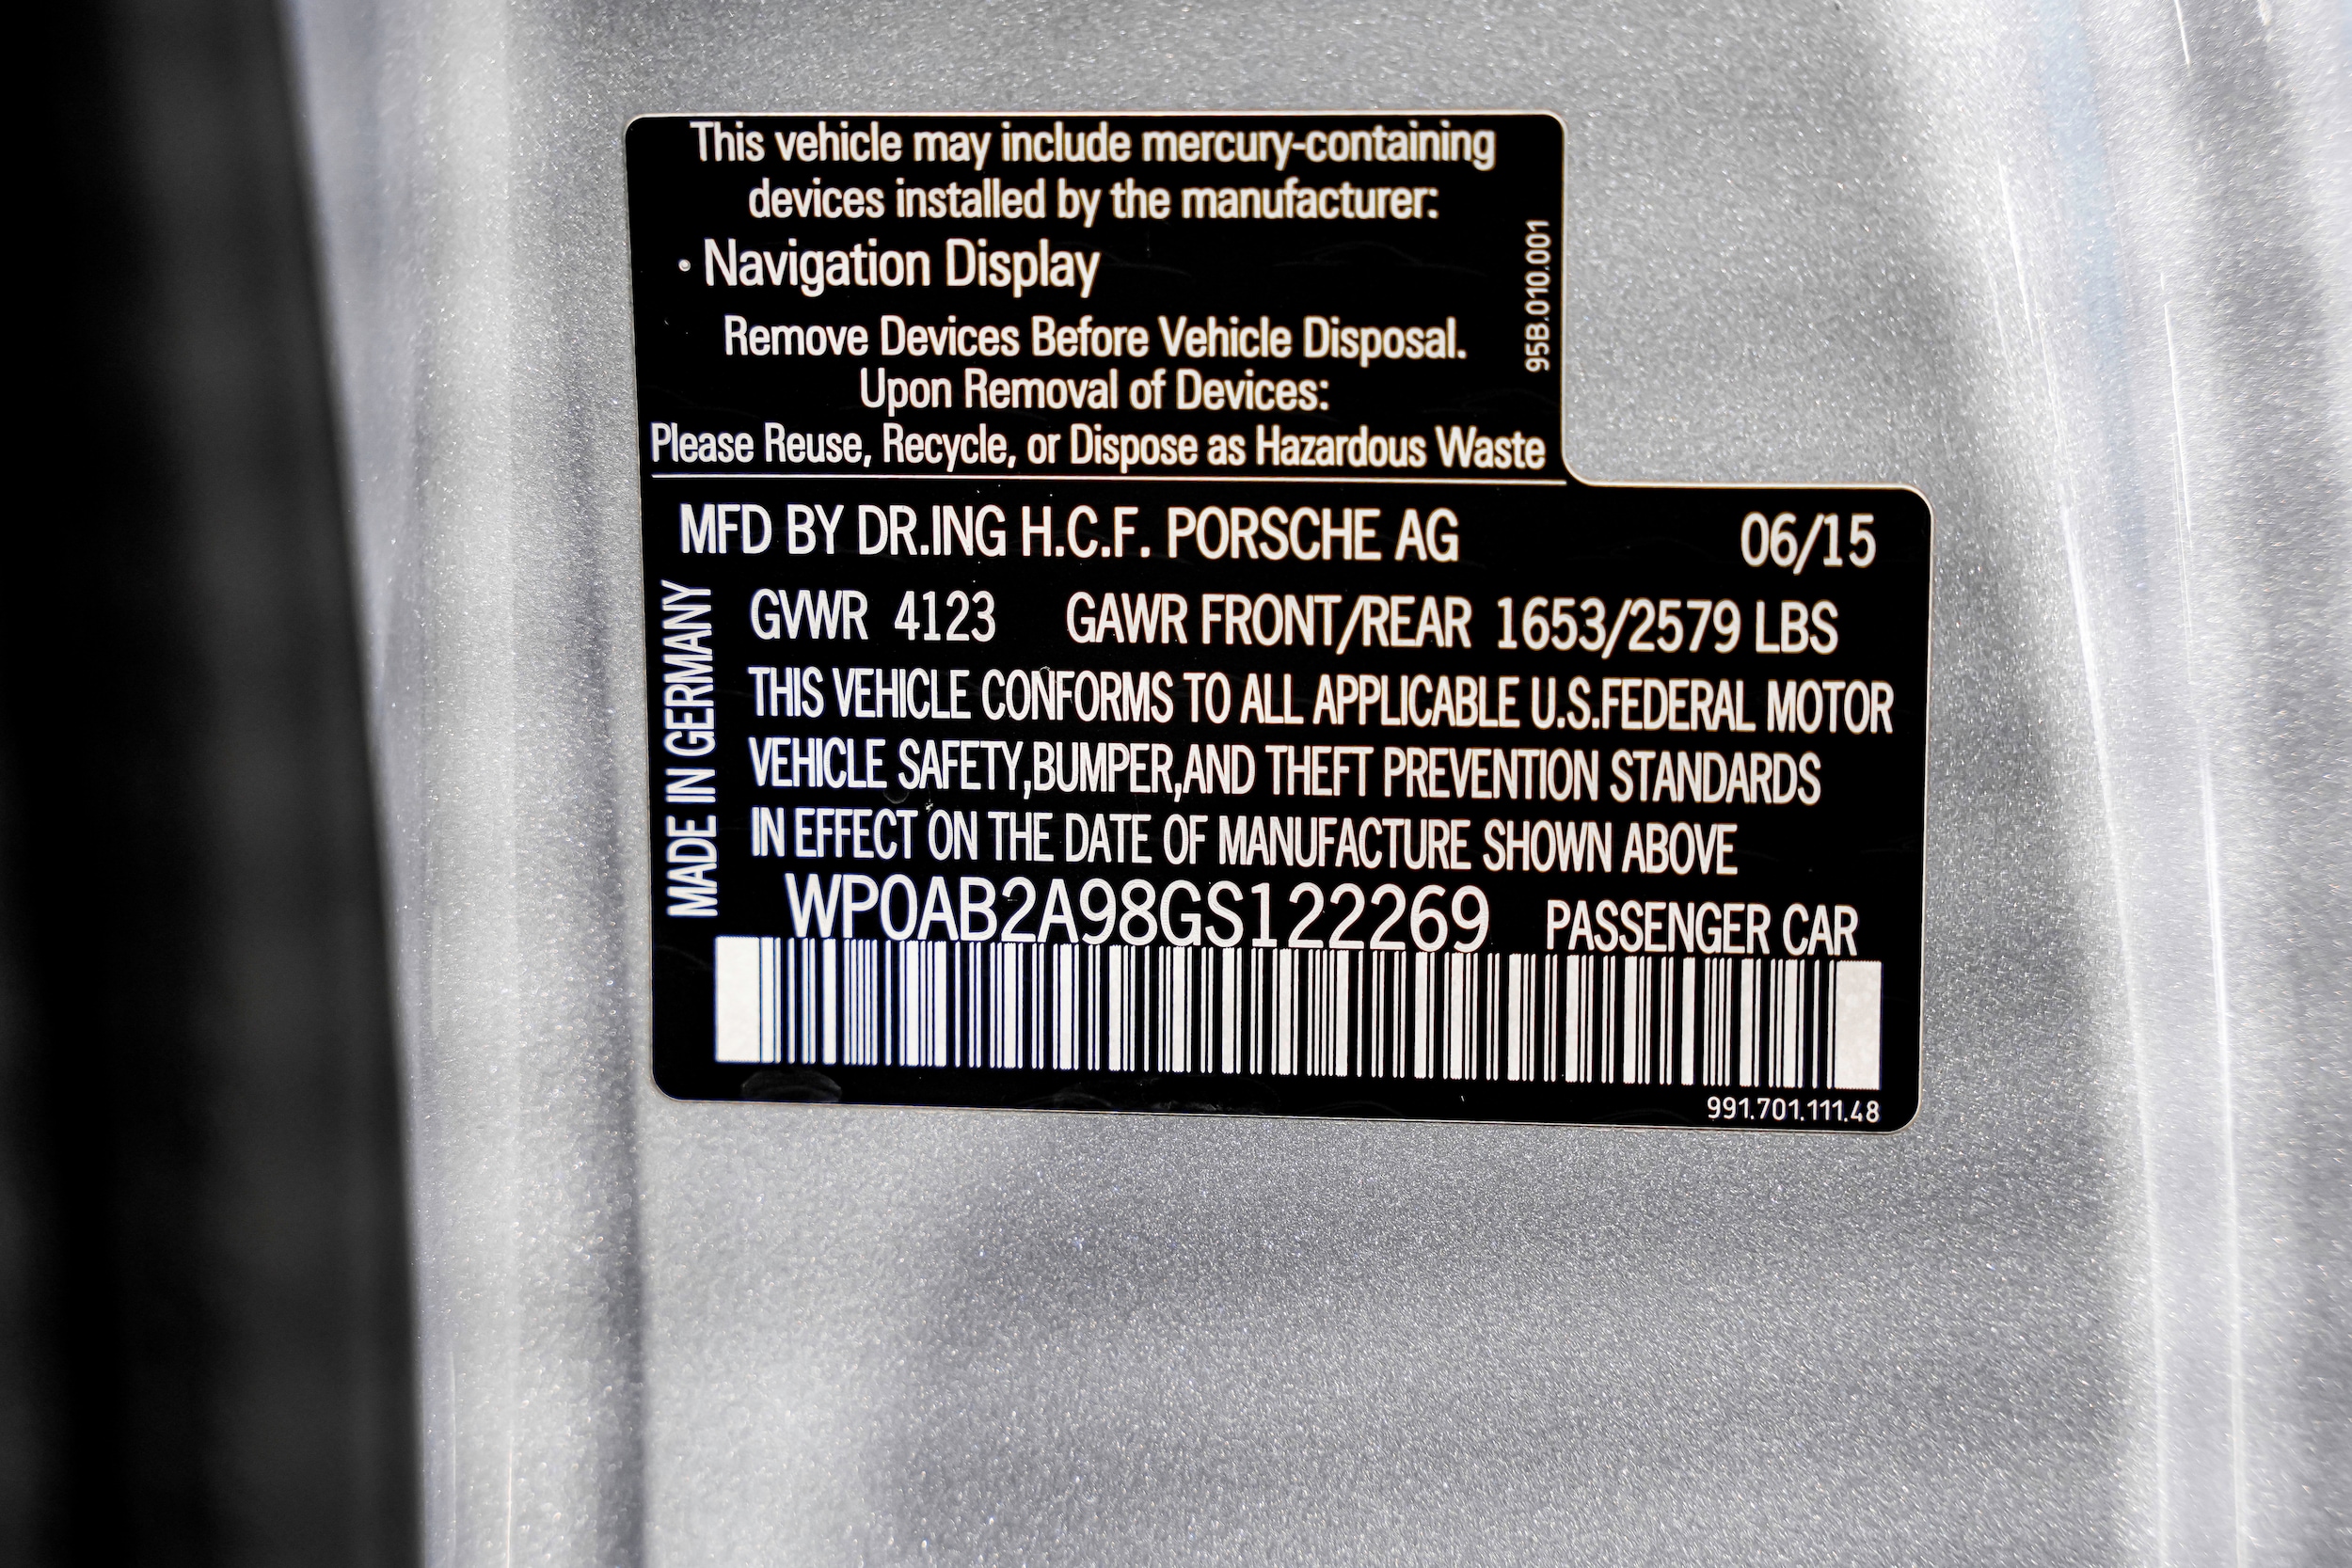 This vehicle may include mercury-containing
devices installed by the manufacturer:
· Navigation Display
Remove Devices Before Vehicle Disposal.
Upon Removal of Devices:
Please Reuse, Recycle, or Dispose as Hazardous Waste
95B.010.001
MFD BY DR.ING H.C.F. PORSCHE AG 06/15
GVWR 4123 GAWR FRONT/REAR 1653/2579 LBS
THIS VEHICLE CONFORMS TO ALL APPLICABLE U.S.FEDERAL MOTOR
VEHICLE SAFETY,BUMPER,AND THEFT PREVENTION STANDARDS
IN EFFECT ON THE DATE OF MANUFACTURE SHOWN ABOVE
WP0AB2A98GS122269 PASSENGER CAR
MADE IN GERMANY
991.701.111.48